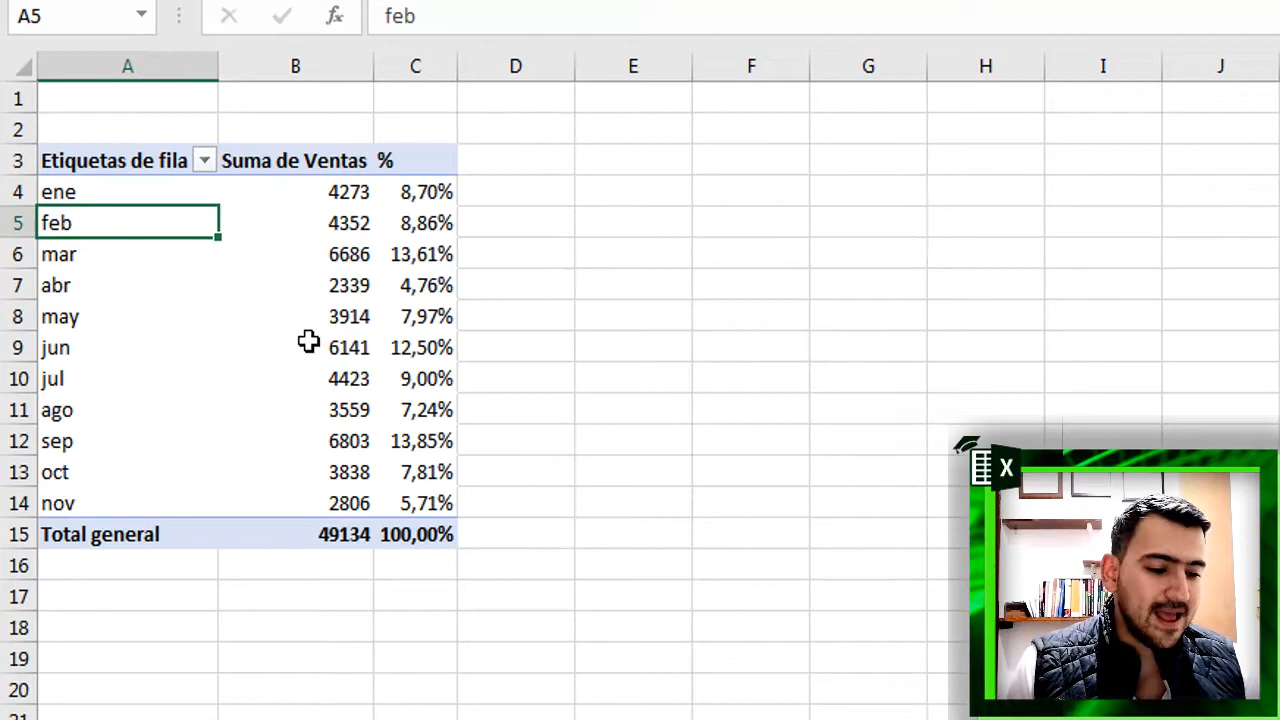 A5 fx feb
A B C D E F G H I J
1
2
3 Etiquetas de fila Suma de Ventas %
4 ene 4273 8,70%
5 feb 4352 8,86%
6 mar 6686 13,61%
7 abr 2339 4,76%
8 may 3914 7,97%
9 jun 6141 12,50%
10 jul 4423 9,00%
11 ago 3559 7,24%
12 sep 6803 13,85%
13 oct 3838 7,81%
14 nov 2806 5,71%
15 Total general 49134 100,00%
16
17
18
19
20
X